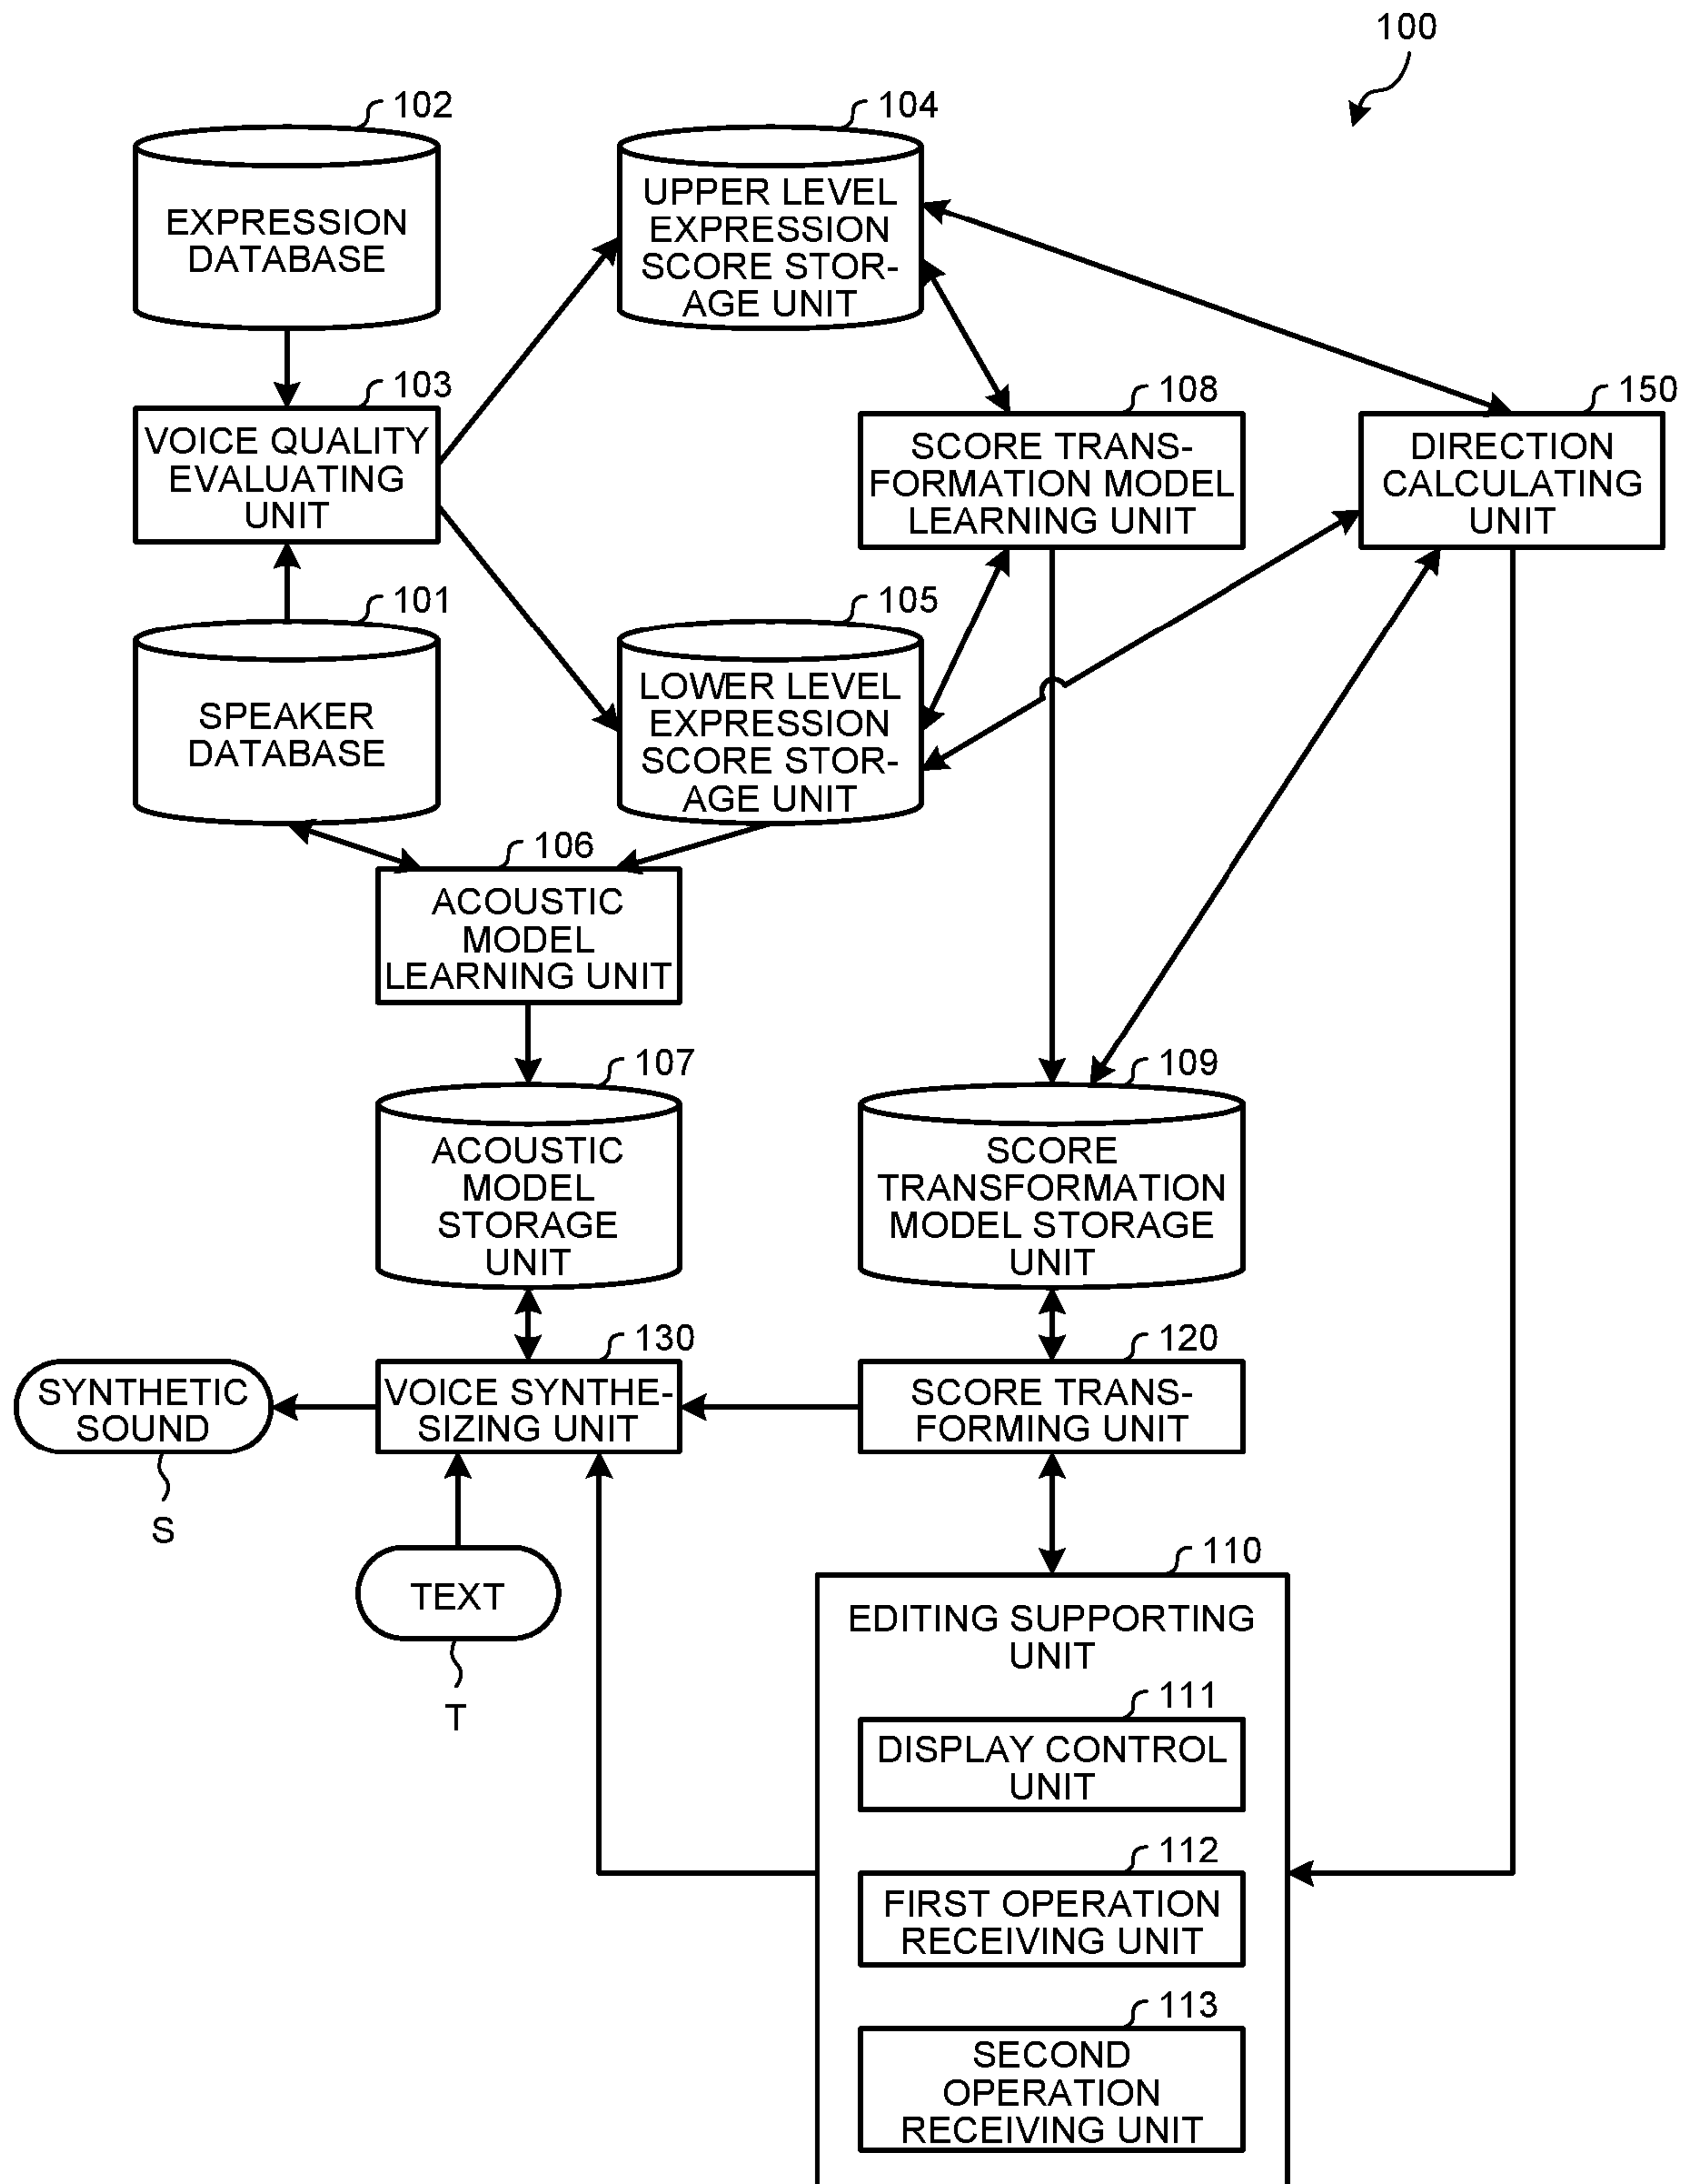 100
102
EXPRESSION
DATABASE
104
UPPER LEVEL
EXPRESSION
SCORE STOR-
AGE UNIT
103
VOICE QUALITY
EVALUATING
UNIT
108
SCORE TRANS-
FORMATION MODEL
LEARNING UNIT
150
DIRECTION
CALCULATING
UNIT
101
SPEAKER
DATABASE
105
LOWER LEVEL
EXPRESSION
SCORE STOR-
AGE UNIT
106
ACOUSTIC
MODEL
LEARNING UNIT
107
ACOUSTIC
MODEL
STORAGE
UNIT
109
SCORE
TRANSFORMATION
MODEL STORAGE
UNIT
SYNTHETIC
SOUND
S
130
VOICE SYNTHE-
SIZING UNIT
120
SCORE TRANS-
FORMING UNIT
TEXT
T
110
EDITING SUPPORTING
UNIT
111
DISPLAY CONTROL
UNIT
112
FIRST OPERATION
RECEIVING UNIT
113
SECOND
OPERATION
RECEIVING UNIT